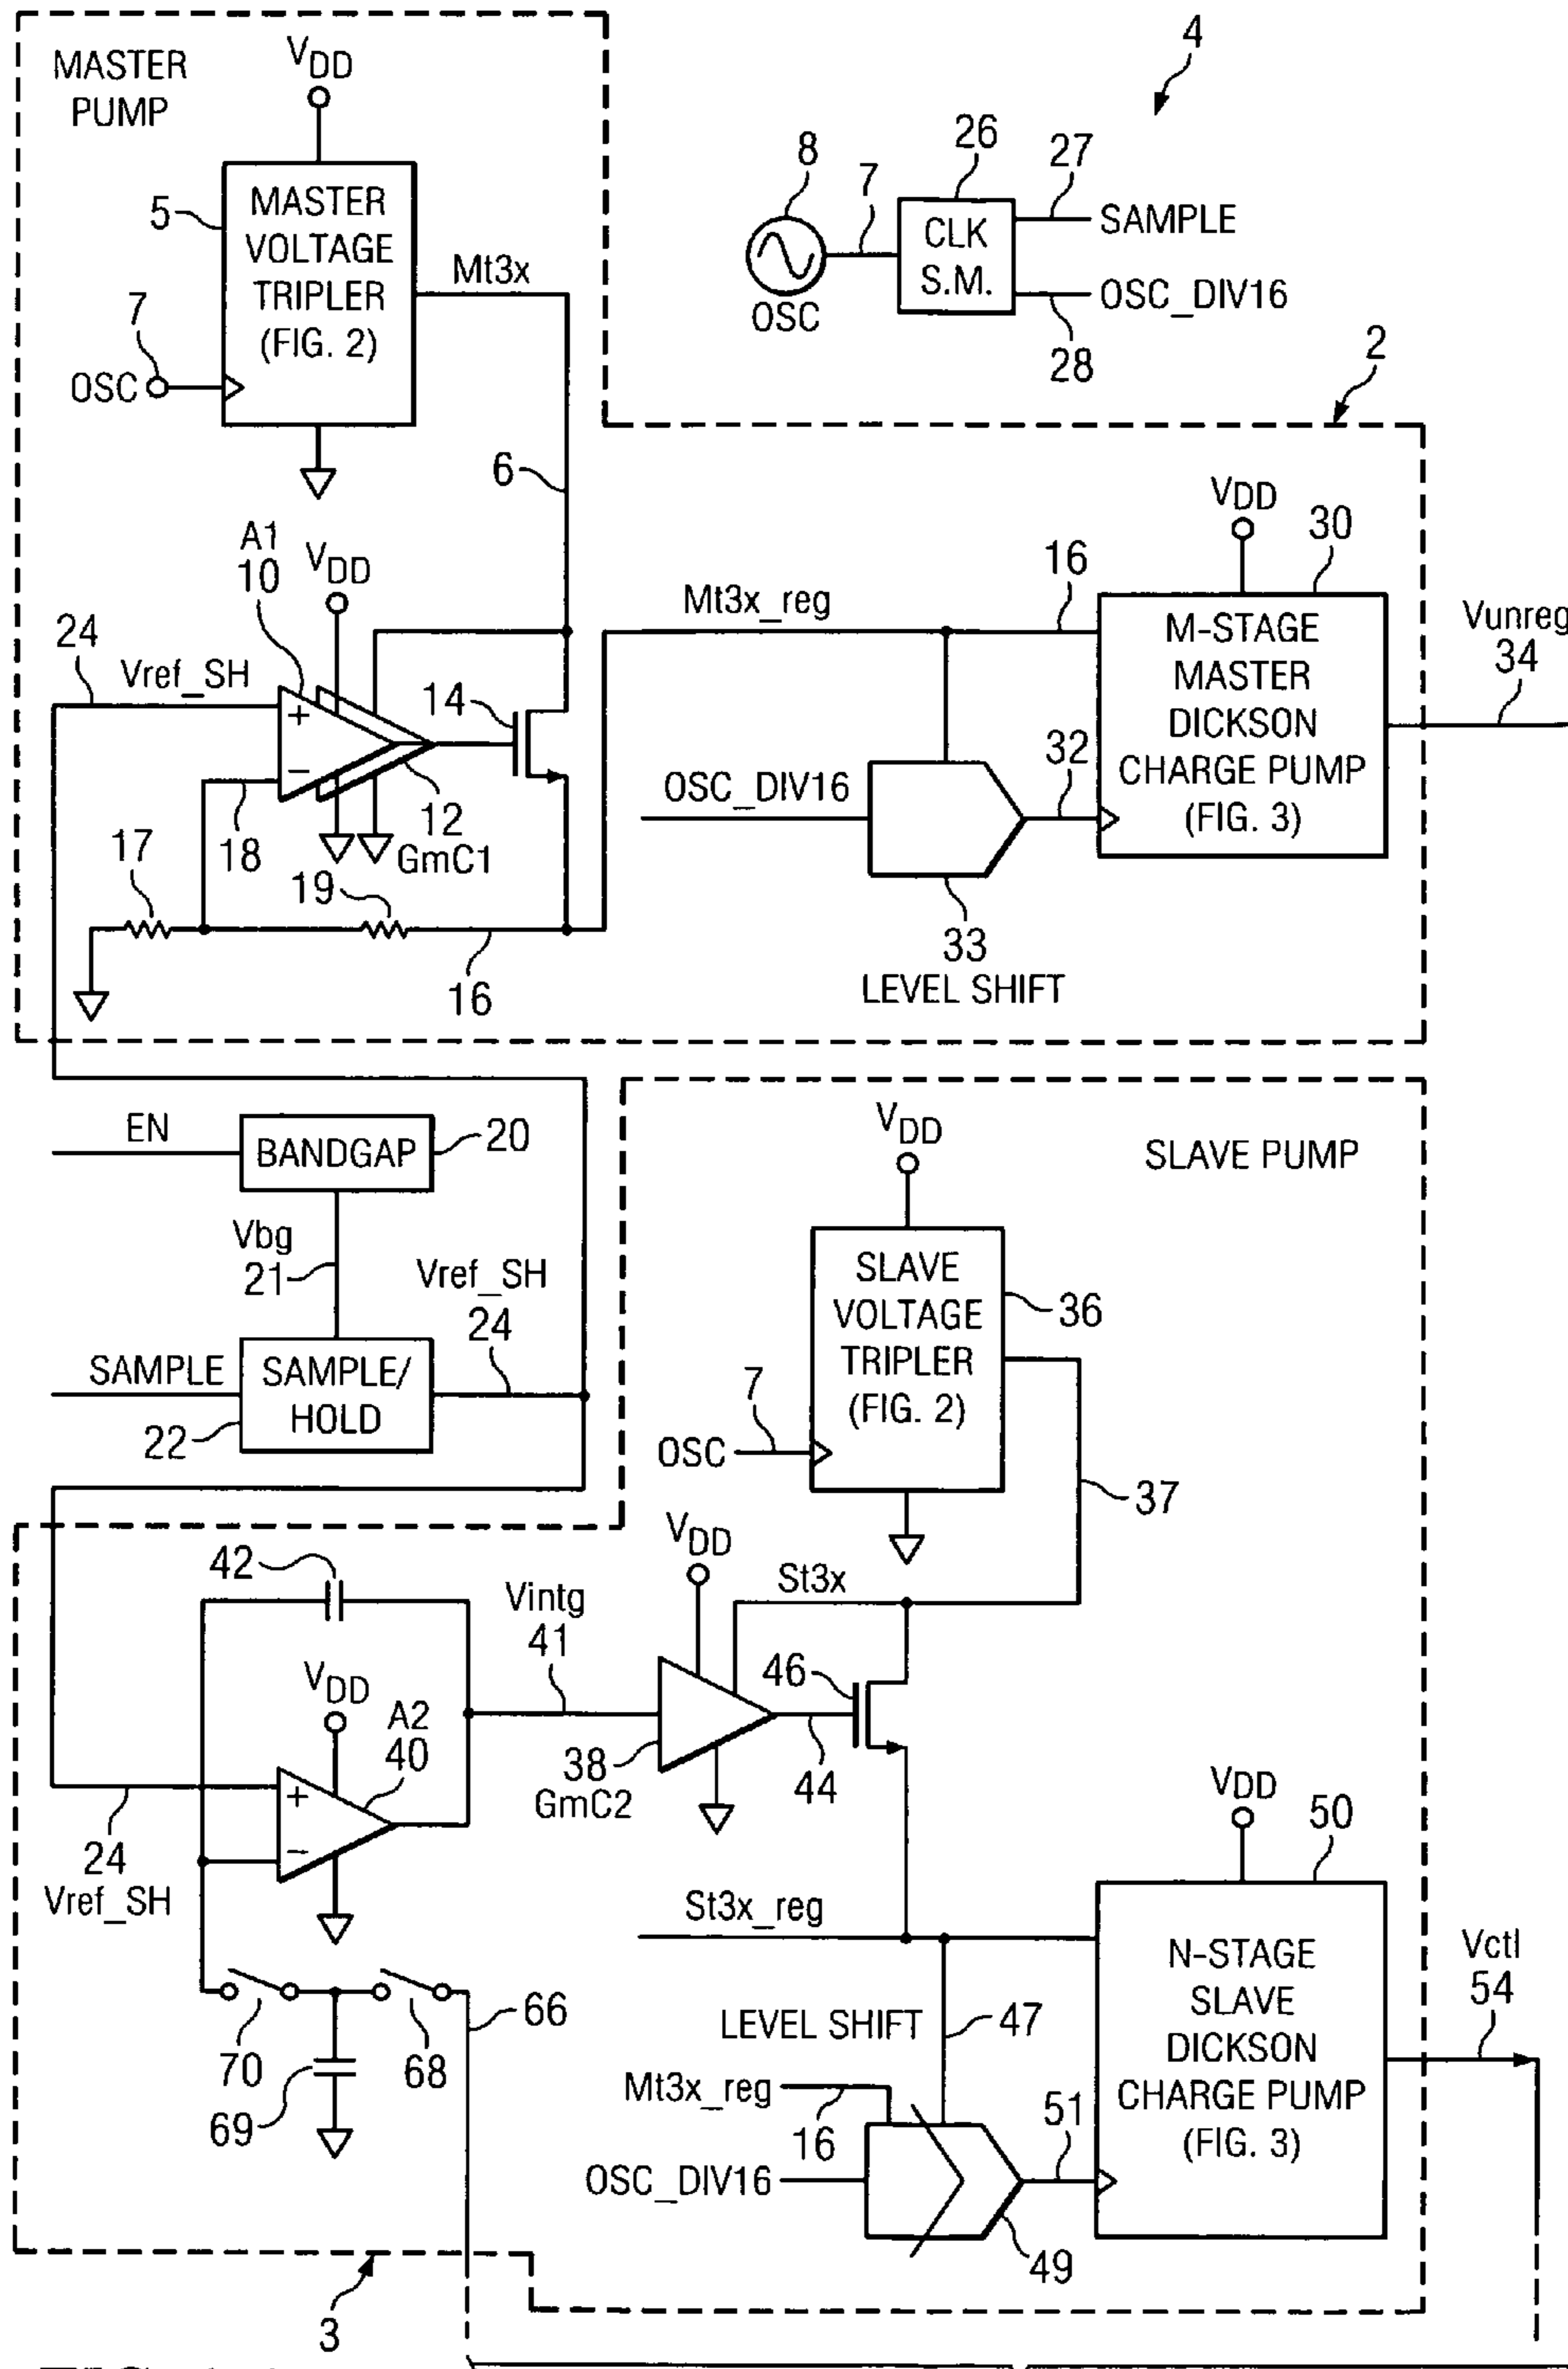 4
MASTER
PUMP
VDD
5
MASTER
VOLTAGE
TRIPLER
(FIG. 2)
Mt3x
7
OSC
6
8
OSC
7
26
CLK
S.M.
27
SAMPLE
OSC_DIV16
28
2
A1
10
VDD
24
Vref_SH
+
−
18
14
12
GmC1
17
19
16
Mt3x_reg
16
VDD
30
M-STAGE
MASTER
DICKSON
CHARGE PUMP
(FIG. 3)
Vunreg
34
OSC_DIV16
32
33
LEVEL SHIFT
EN
BANDGAP
20
Vbg
21
Vref_SH
24
SAMPLE
SAMPLE/
HOLD
22
SLAVE PUMP
VDD
SLAVE
VOLTAGE
TRIPLER
(FIG. 2)
36
7
OSC
37
42
Vintg
41
VDD
St3x
46
38
GmC2
44
VDD
A2
40
+
−
24
Vref_SH
70
68
69
66
St3x_reg
VDD
50
N-STAGE
SLAVE
DICKSON
CHARGE PUMP
(FIG. 3)
Vctl
54
LEVEL SHIFT
47
Mt3x_reg
16
OSC_DIV16
51
49
3